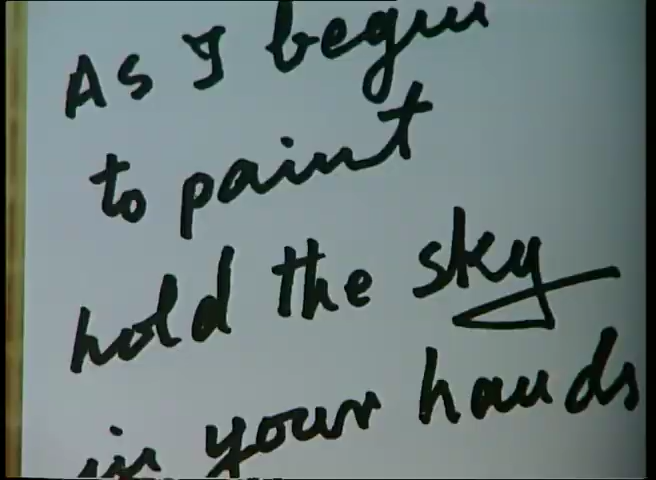 As I begin
to paint
hold the sky
in your hands